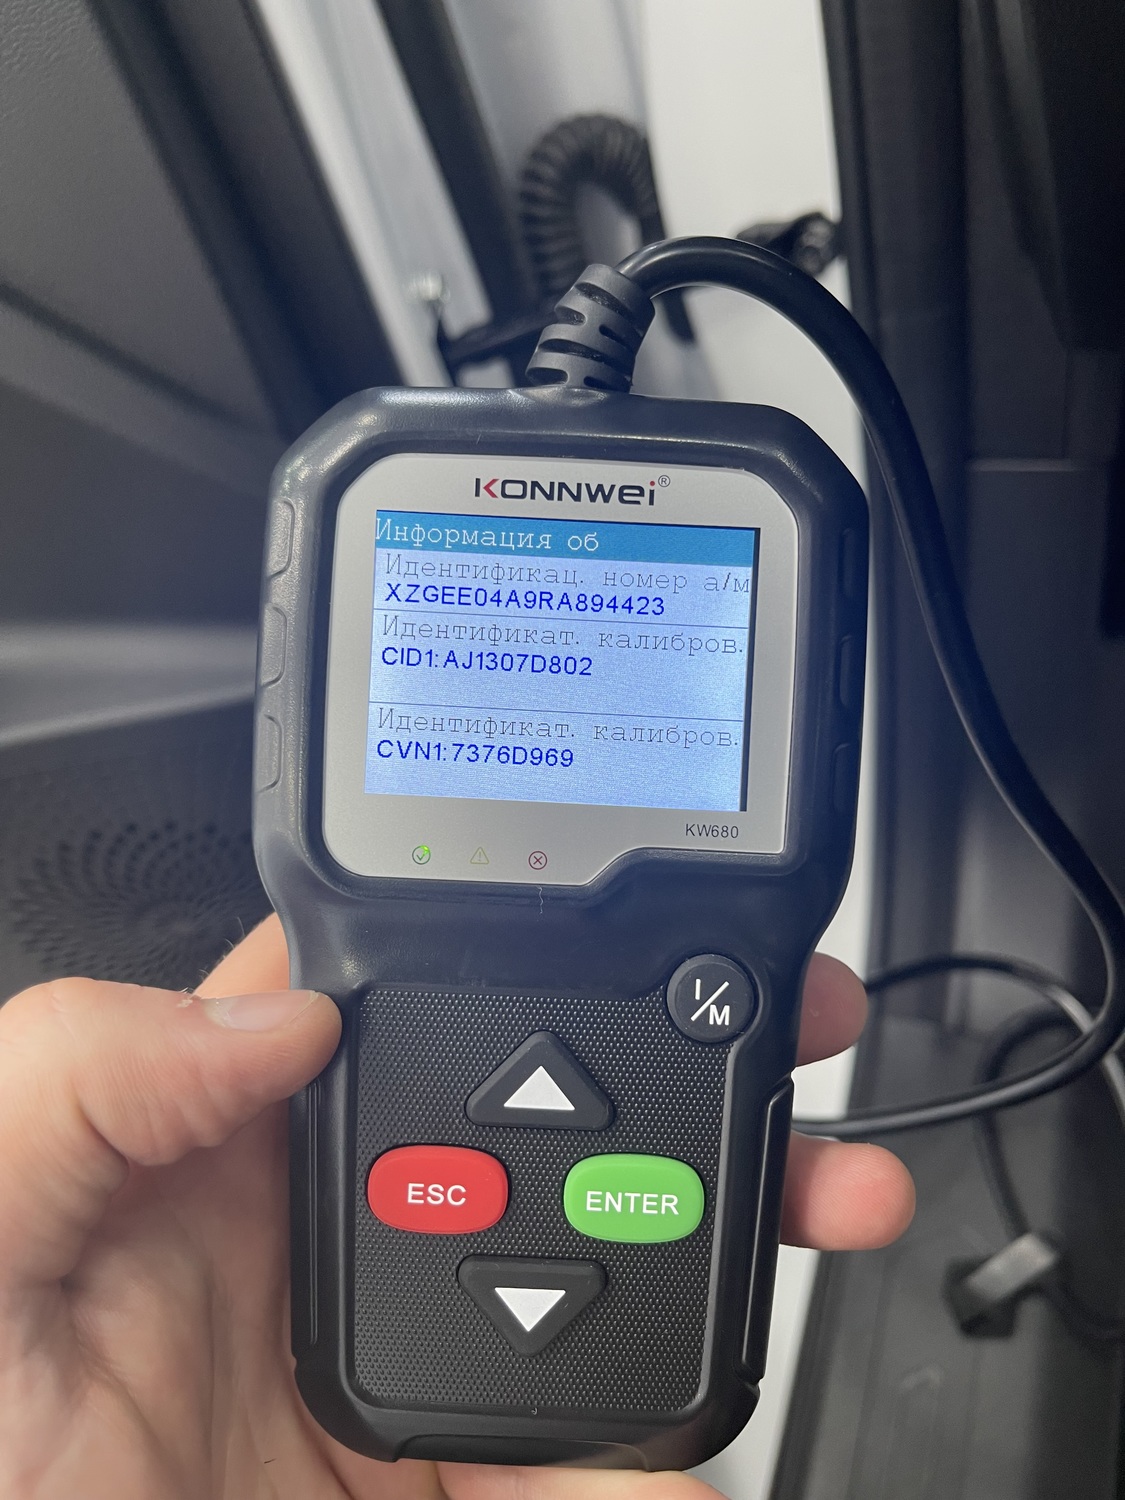 KONNWEI®
Информация об
Идентификац. номер а/м
XZGEE04A9RA894423
Идентификат. калибров.
CID1:AJ1307D802
Идентификат. калибров.
CVN1:7376D969
KW680
I/M
ESC
ENTER